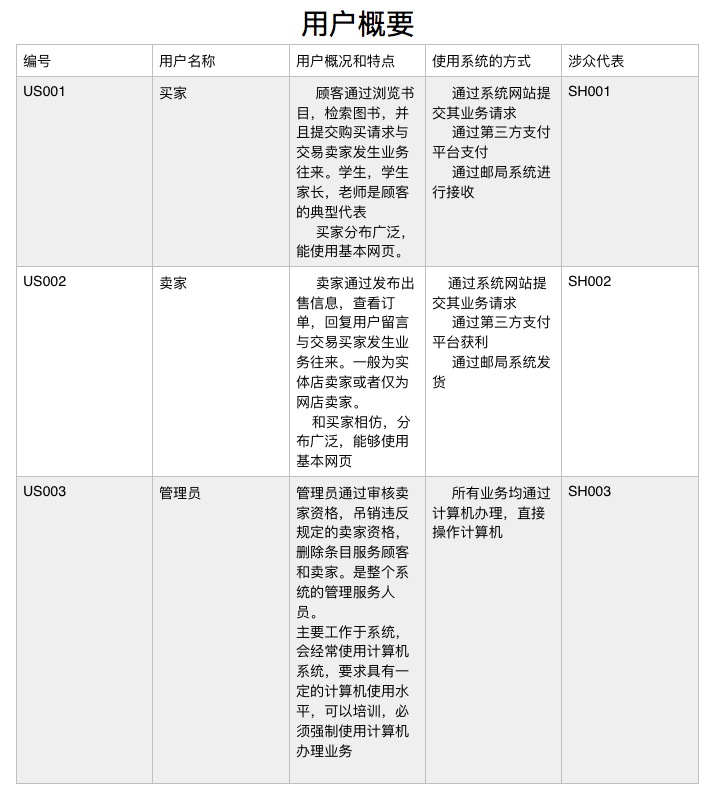 用户概要
编号
用户名称
用户概况和特点
使用系统的方式
涉众代表
US001
买家
顾客通过浏览书
目，检索图书，并
且提交购买请求与
交易卖家发生业务
往来。学生，学生
家长，老师是顾客
的典型代表
买家分布广泛，
能使用基本网页。
通过系统网站提
交其业务请求
通过第三方支付
平台支付
通过邮局系统进
行接收
SH001
US002
卖家
卖家通过发布出
售信息，查看订
单，回复用户留言
与交易买家发生业
务往来。一般为实
体店卖家或者仅为
网店卖家。
和买家相仿，分
布广泛，能够使用
基本网页
通过系统网站提
交其业务请求
通过第三方支付
平台获利
通过邮局系统发
货
SH002
US003
管理员
管理员通过审核卖
家资格，吊销违反
规定的卖家资格，
删除条目服务顾客
和卖家。是整个系
统的管理服务人
员。
主要工作于系统，
会经常使用计算机
系统，要求具有一
定的计算机使用水
平，可以培训，必
须强制使用计算机
办理业务
所有业务均通过
计算机办理，直接
操作计算机
SH003